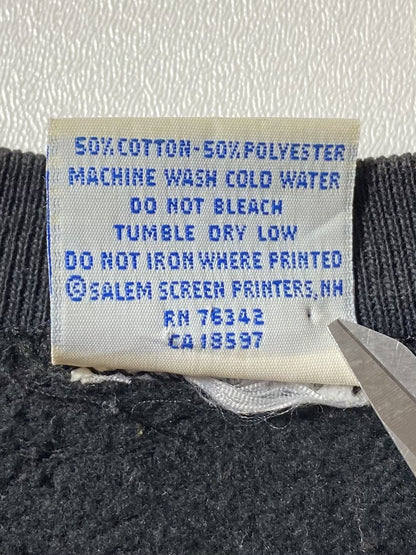 50% COTTON-50% POLYESTER
MACHINE WASH COLD WATER
DO NOT BLEACH
TUMBLE DRY LOW
DO NOT IRON WHERE PRINTED
© SALEM SCREEN PRINTERS, NH
RN 76342
CA 18597